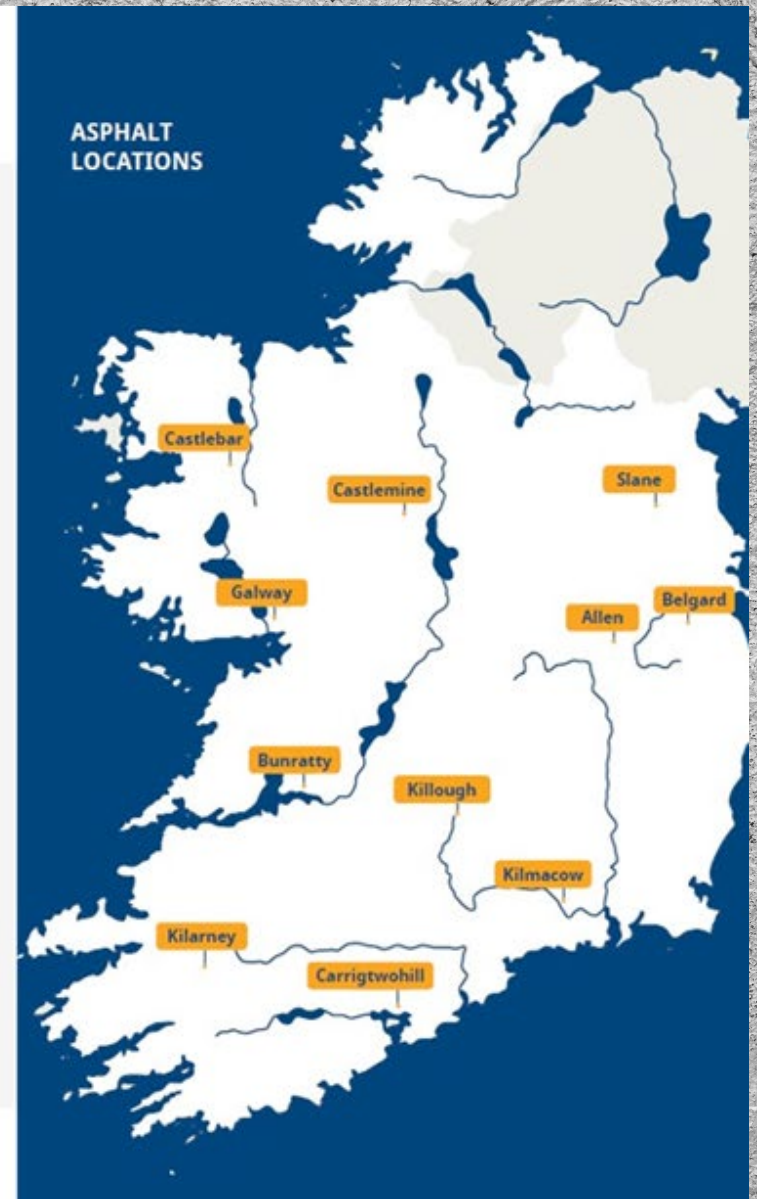 ASPHALT
LOCATIONS
Castlebar
Castlemine
Slane
Galway
Belgard
Allen
Bunratty
Killough
Kilmacow
Kilarney
Carrigtwohill